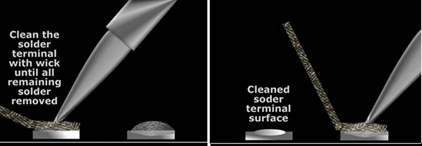 Clean the
solder
terminal
with wick
until all
remaining
solder
removed
Cleaned
soder
terminal
surface